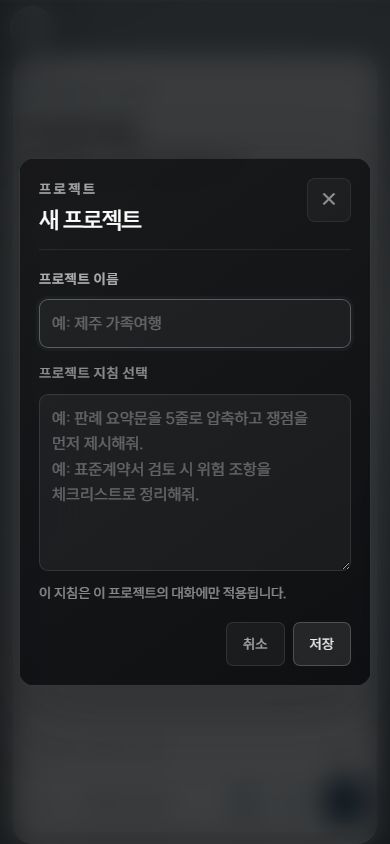 프로젝트
새 프로젝트
프로젝트 이름
예: 제주 가족여행
프로젝트 지침 선택
예: 판례 요약문을 5줄로 압축하고 쟁점을
먼저 제시해줘.
예: 표준계약서 검토 시 위험 조항을
체크리스트로 정리해줘.
이 지침은 이 프로젝트의 대화에만 적용됩니다.
취소
저장